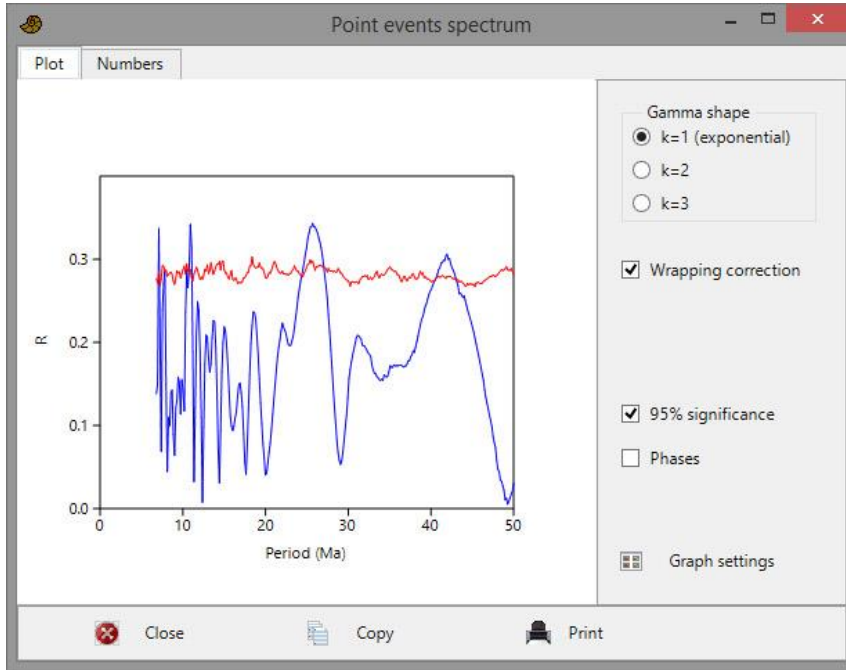 Point events spectrum
Plot
Numbers
Gamma shape
k=1 (exponential)
k=2
k=3
Wrapping correction
95% significance
Phases
Graph settings
R
0.3
0.2
0.1
0.0
0 10 20 30 40 50
Period (Ma)
Close
Copy
Print